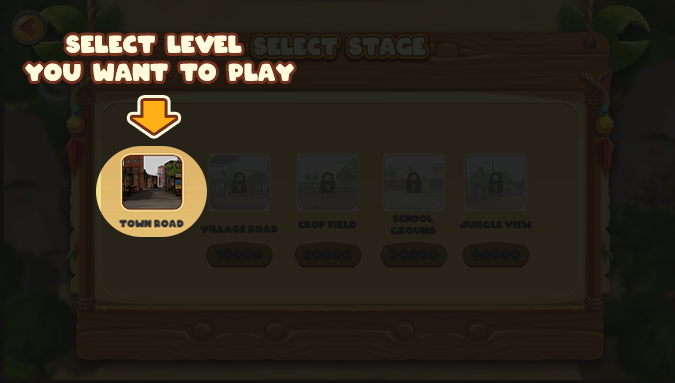 SELECT STAGE
SELECT LEVEL
YOU WANT TO PLAY
TOWN ROAD
VILLAGE ROAD
CROP FIELD
SCHOOL
GROUND
JUNGLE VIEW
10000
20000
30000
40000